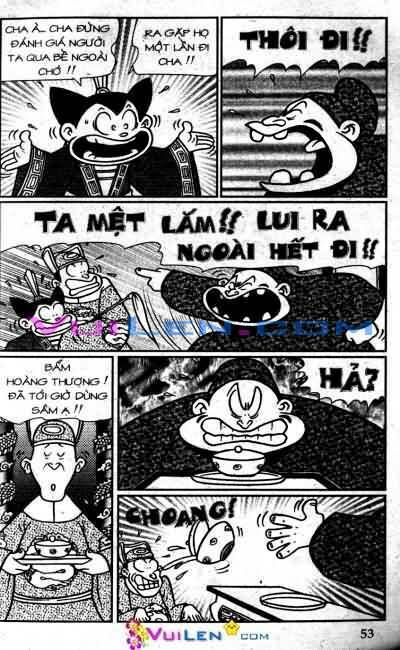 CHA À... CHA ĐỪNG
ĐÁNH GIÁ NGƯỜI
TA QUA BỀ NGOÀI
CHỚ !!
RA GẶP HỌ
MỘT LẦN ĐI
CHA !!
THÔI ĐI!!
TA MỆT LẮM!! LUI RA
NGOÀI HẾT ĐI!!
VuiLen.com
BẨM
HOÀNG THƯỢNG !
ĐÃ TỚI GIỜ DÙNG
SÂM Ạ !!
HẢ?
CHOANG!
53
VuiLen.com